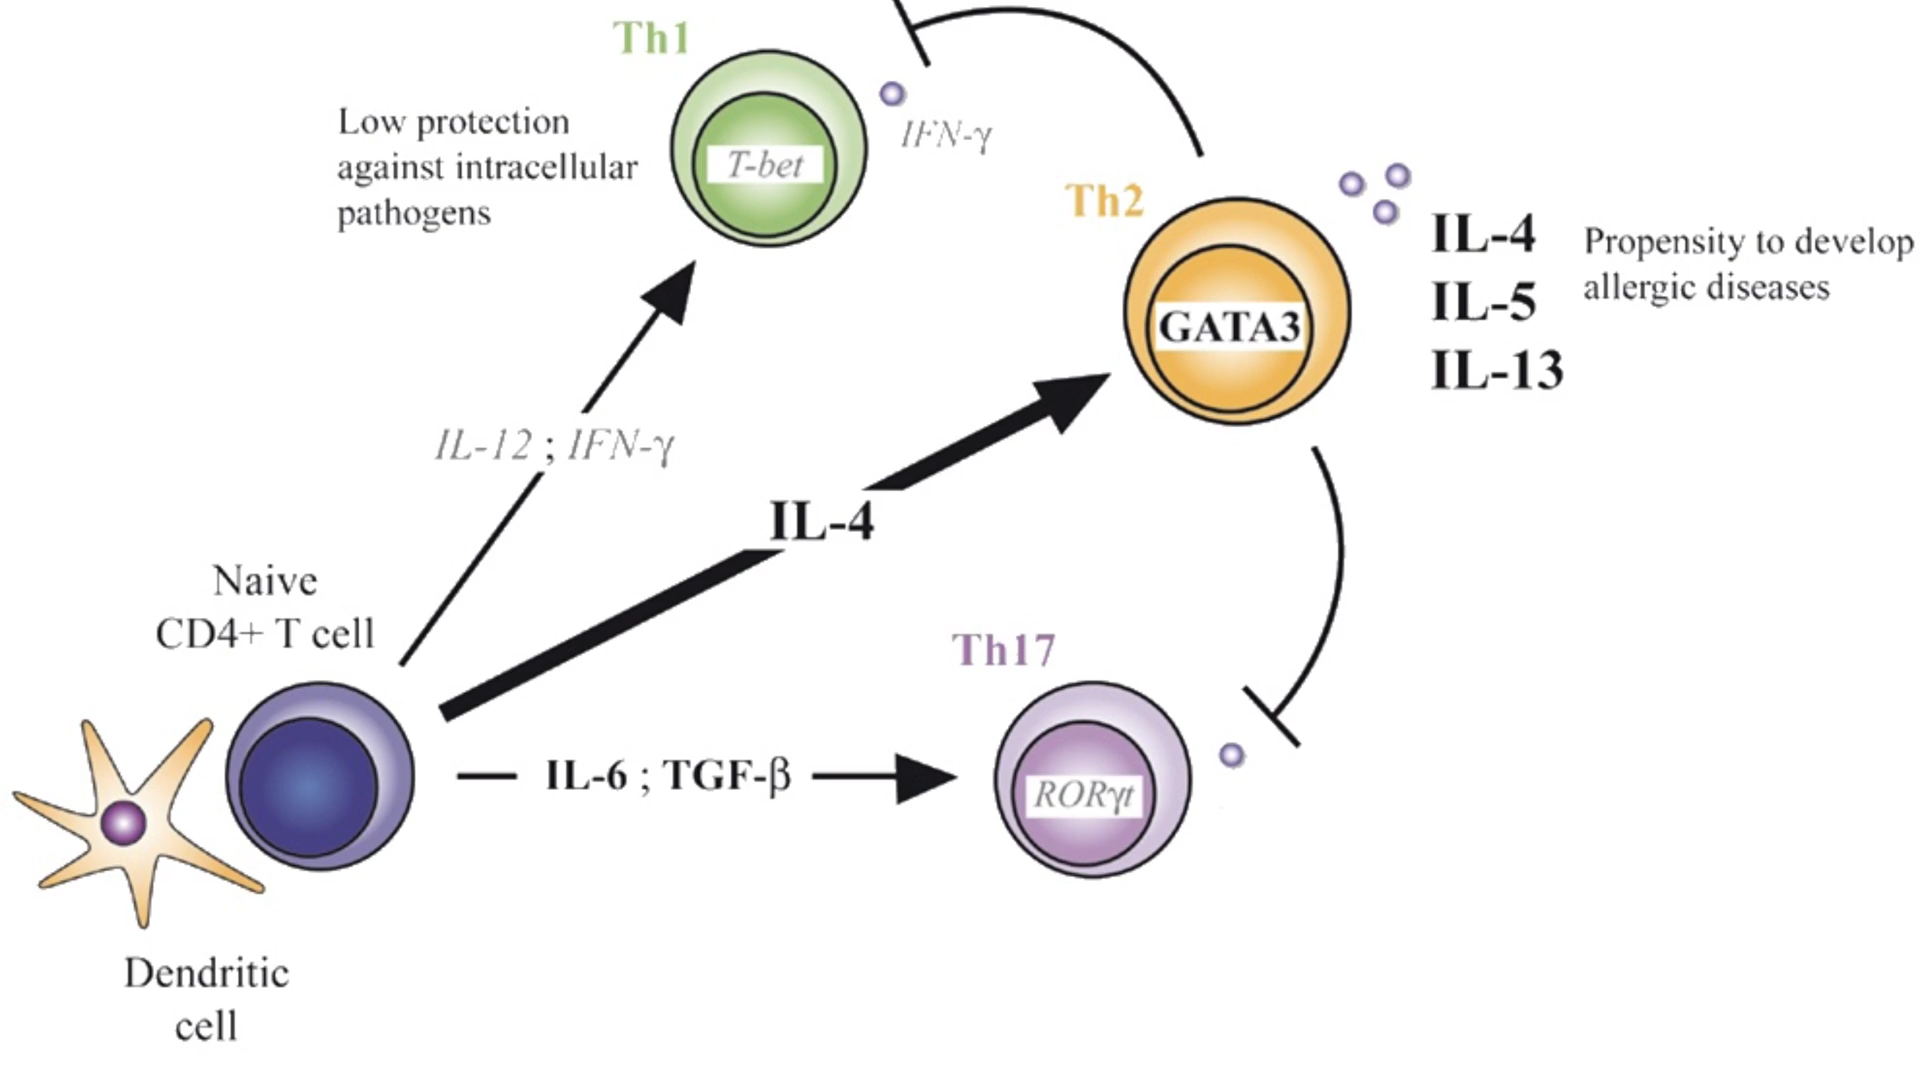 Th1
Low protection
against intracellular
pathogens
T-bet
IFN-γ
Th2
GATA3
IL-4
IL-5
IL-13
Propensity to develop
allergic diseases
IL-12 ; IFN-γ
IL-4
Naive
CD4+ T cell
Th17
IL-6 ; TGF-β
RORγt
Dendritic
cell